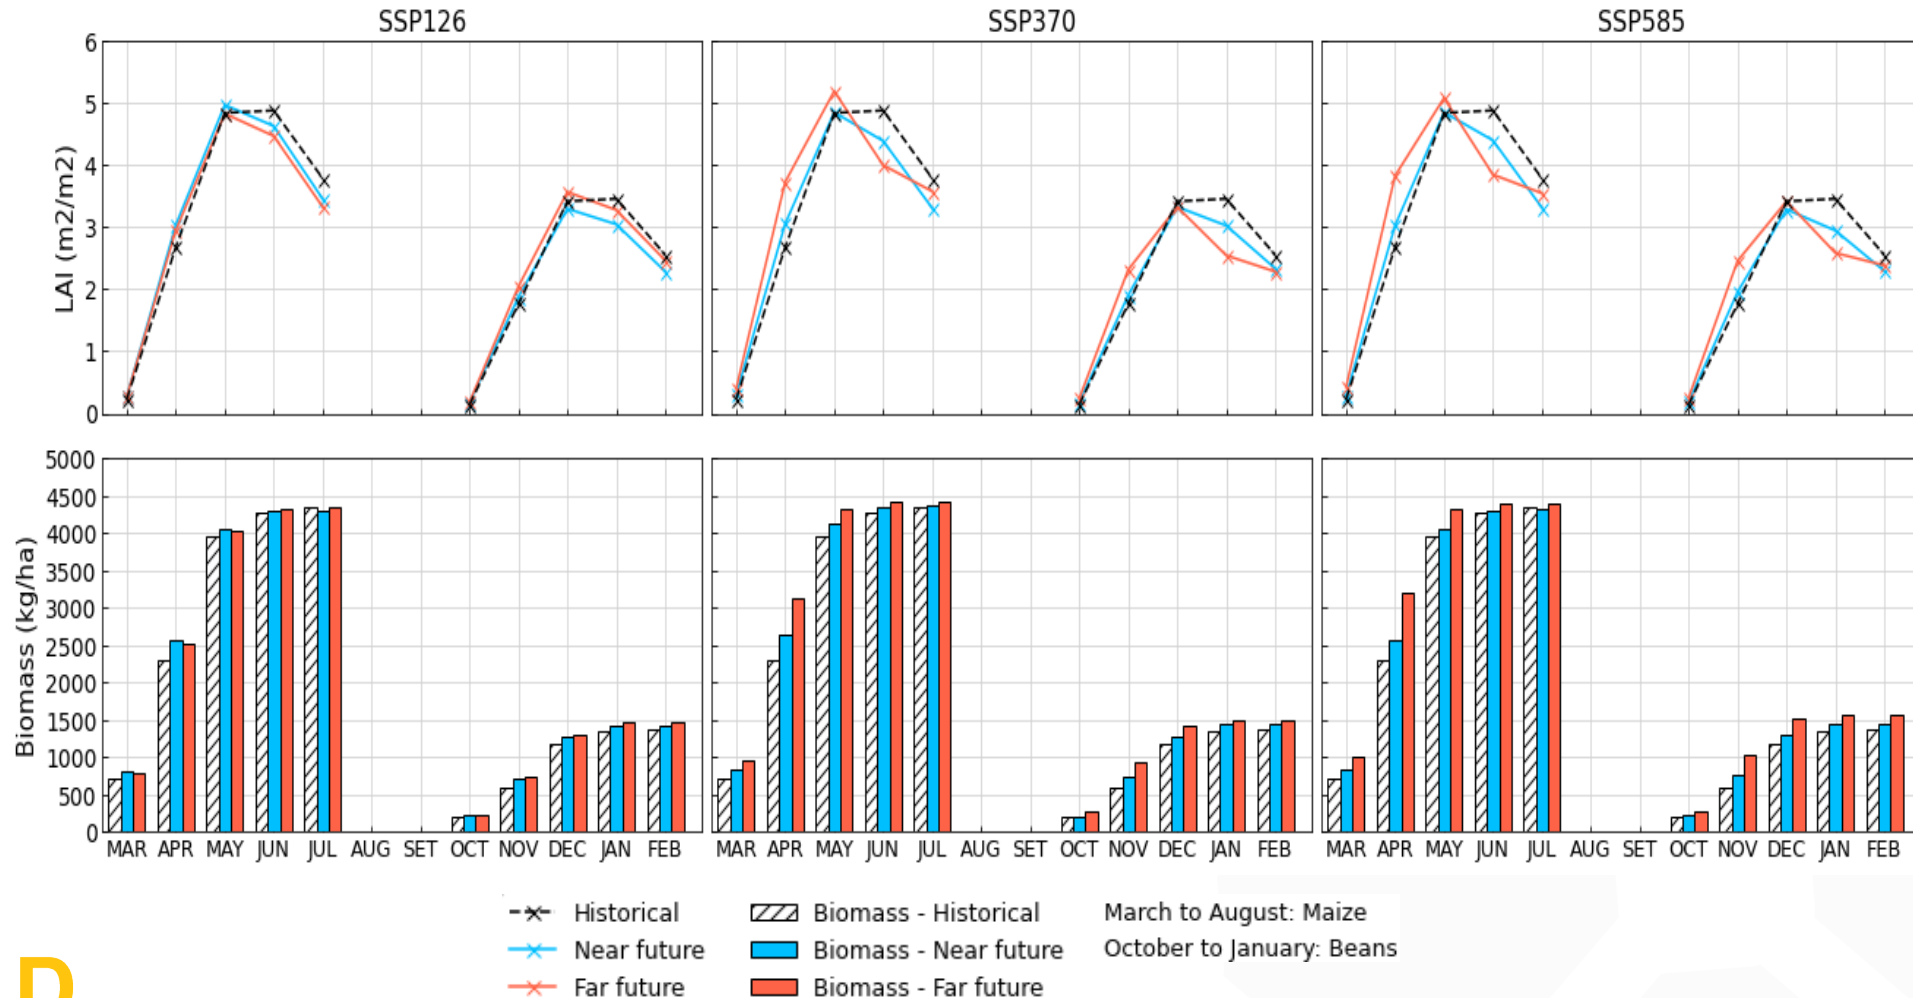 SSP126 SSP370 SSP585
LAI (m2/m2)
6
5
4
3
2
1
0
Biomass (kg/ha)
5000
4500
4000
3500
3000
2500
2000
1500
1000
500
0
MAR APR MAY JUN JUL AUG SET OCT NOV DEC JAN FEB MAR APR MAY JUN JUL AUG SET OCT NOV DEC JAN FEB MAR APR MAY JUN JUL AUG SET OCT NOV DEC JAN FEB
Historical Biomass - Historical March to August: Maize
Near future Biomass - Near future October to January: Beans
Far future Biomass - Far future
D